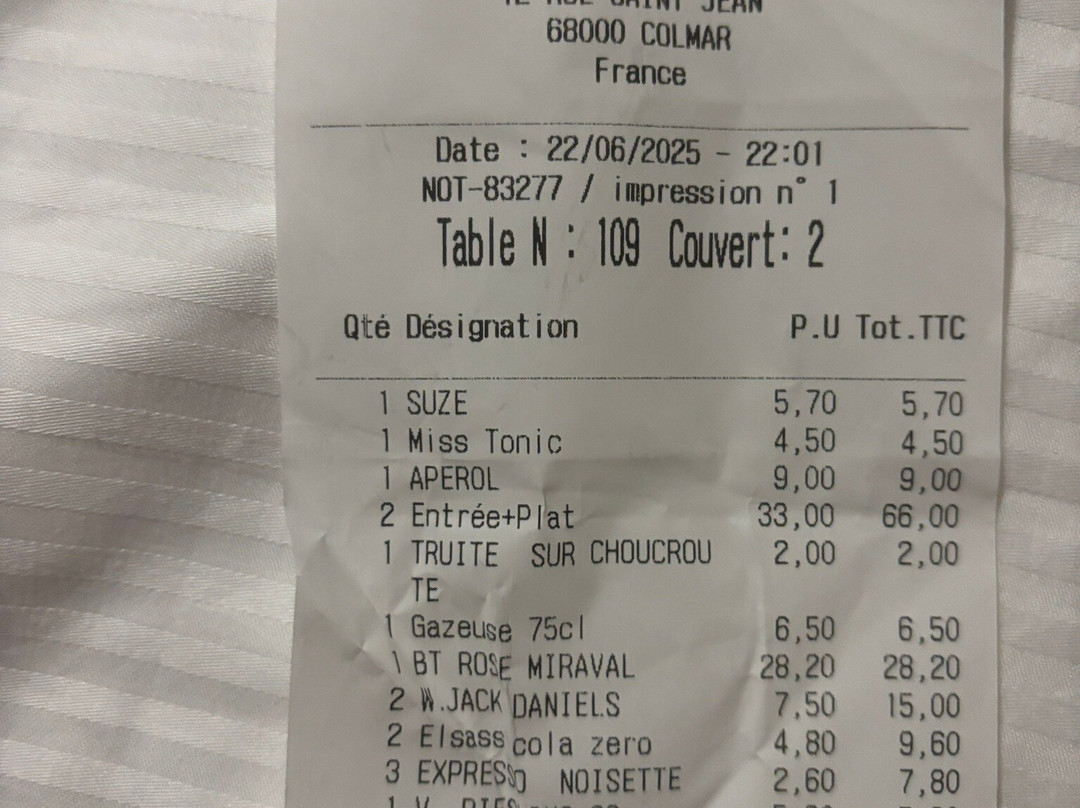 RUE SAINT JEAN
68000 COLMAR
France
Date : 22/06/2025 - 22:01
NOT-83277 / impression n° 1
Table N : 109 Couvert: 2
Qté Désignation P.U Tot.TTC
1 SUZE 5,70 5,70
1 Miss Tonic 4,50 4,50
1 APEROL 9,00 9,00
2 Entrée+Plat 33,00 66,00
1 TRUITE SUR CHOUCROU 2,00 2,00
TE
1 Gazeuse 75cl 6,50 6,50
1 BT ROSE MIRAVAL 28,20 28,20
2 W.JACK DANIELS 7,50 15,00
2 Elsass cola zero 4,80 9,60
3 EXPRESSO NOISETTE 2,60 7,80